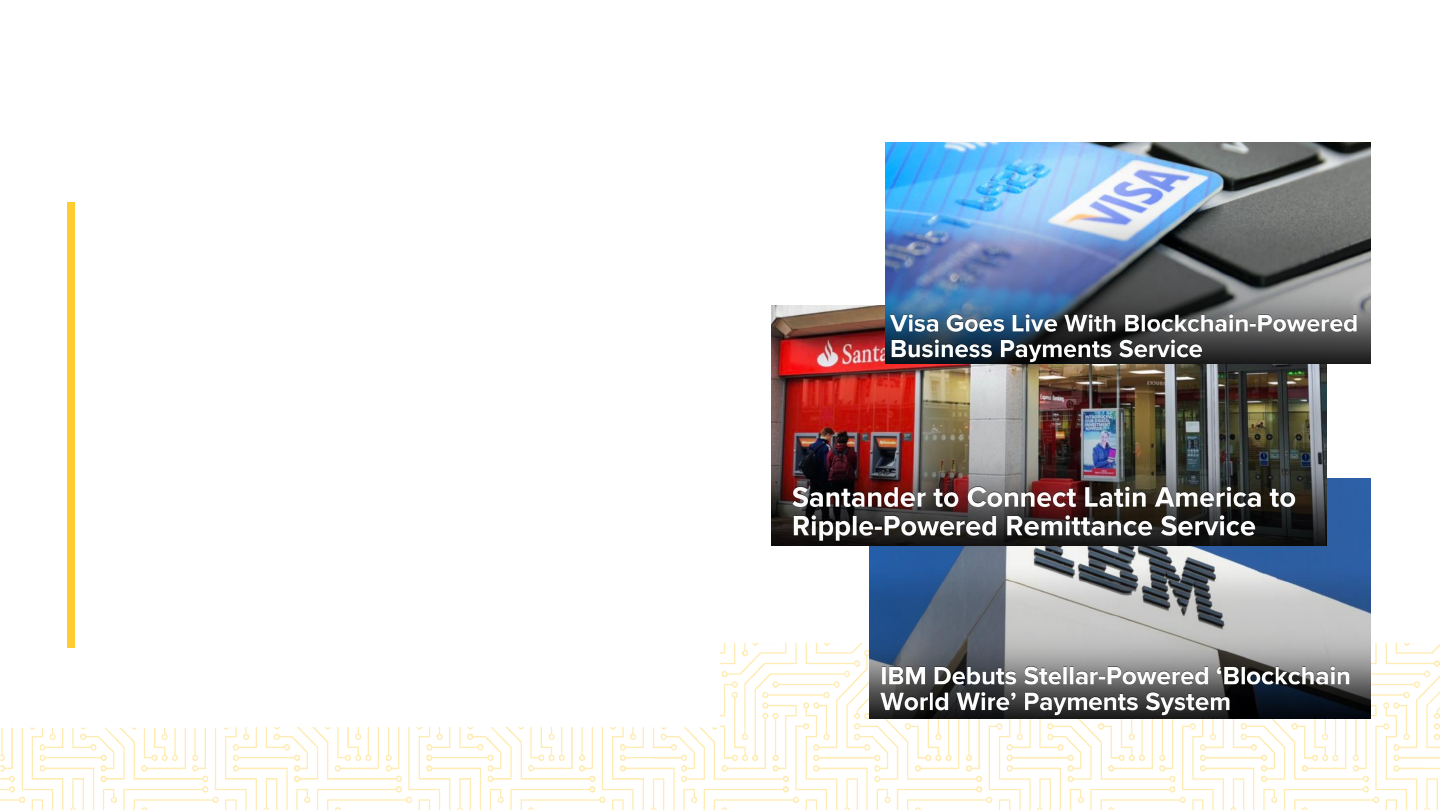 VISA
Visa Goes Live With Blockchain-Powered
Business Payments Service
Santa
Santander to Connect Latin America to
Ripple-Powered Remittance Service
IBM
IBM Debuts Stellar-Powered ‘Blockchain
World Wire’ Payments System